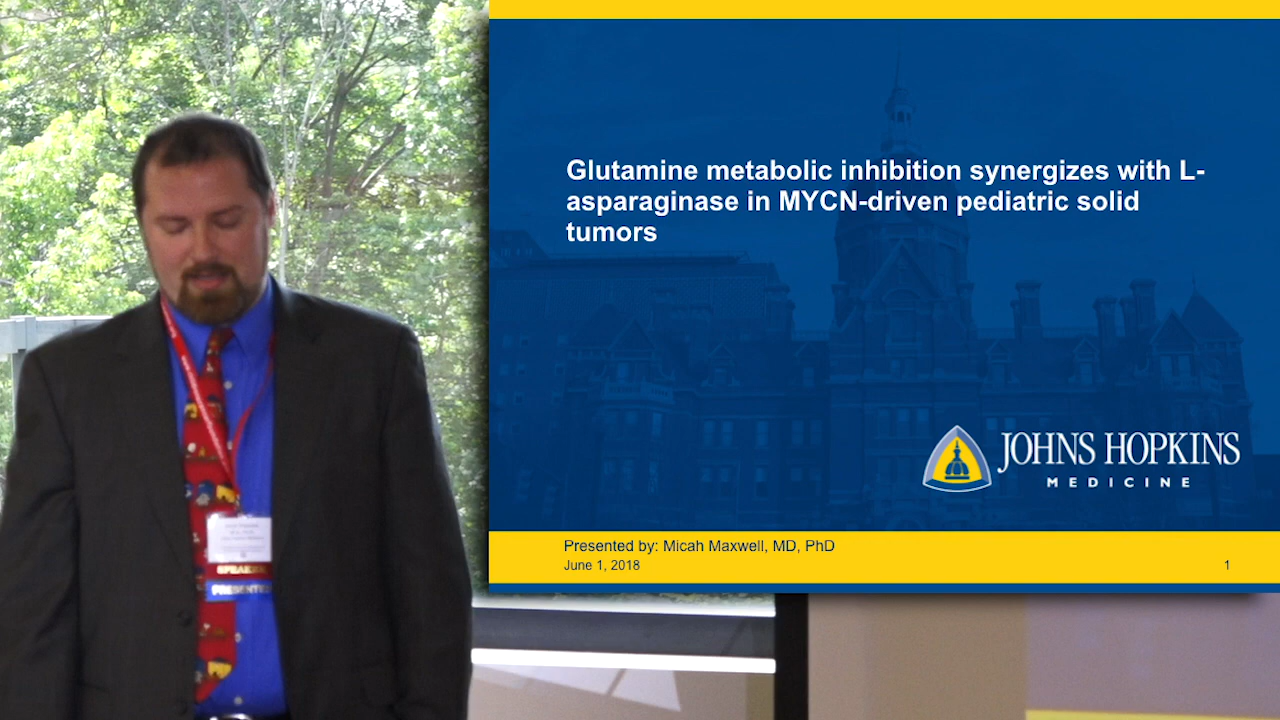 Glutamine metabolic inhibition synergizes with L-
asparaginase in MYCN-driven pediatric solid
tumors
JOHNS HOPKINS
MEDICINE
Presented by: Micah Maxwell, MD, PhD
June 1, 2018
1
SPEAKER
PRESENTER